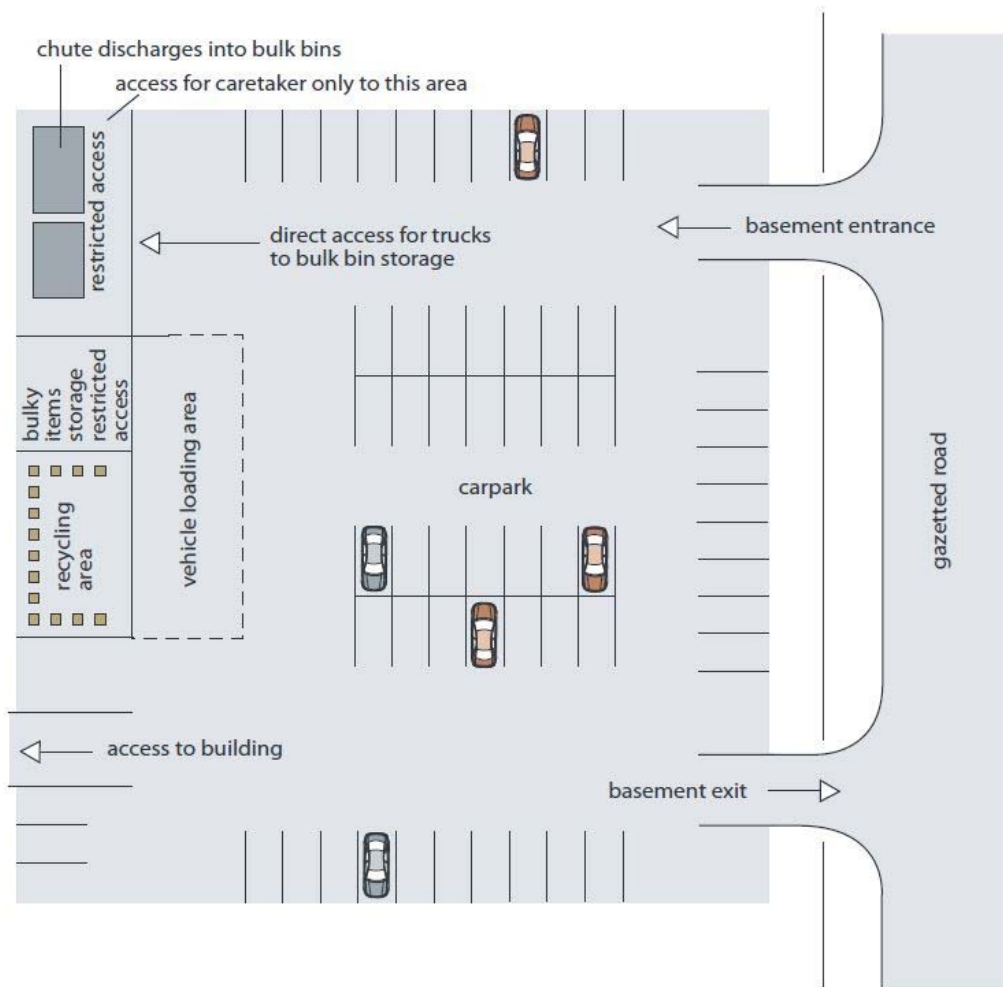 chute discharges into bulk bins
access for caretaker only to this area
restricted access
basement entrance
direct access for trucks
to bulk bin storage
bulky
items
storage
restricted
access
vehicle loading area
carpark
gazetted road
recycling
area
access to building
basement exit